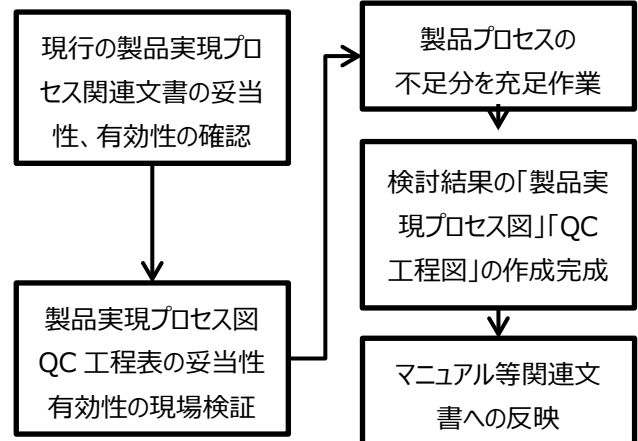 現行の製品実現プロ
セス関連文書の妥当
性、有効性の確認
製品実現プロセス図
QC 工程表の妥当性
有効性の現場検証
製品プロセスの
不足分を充足作業
検討結果の「製品実
現プロセス図」「QC
工程図」の作成完成
マニュアル等関連文
書への反映